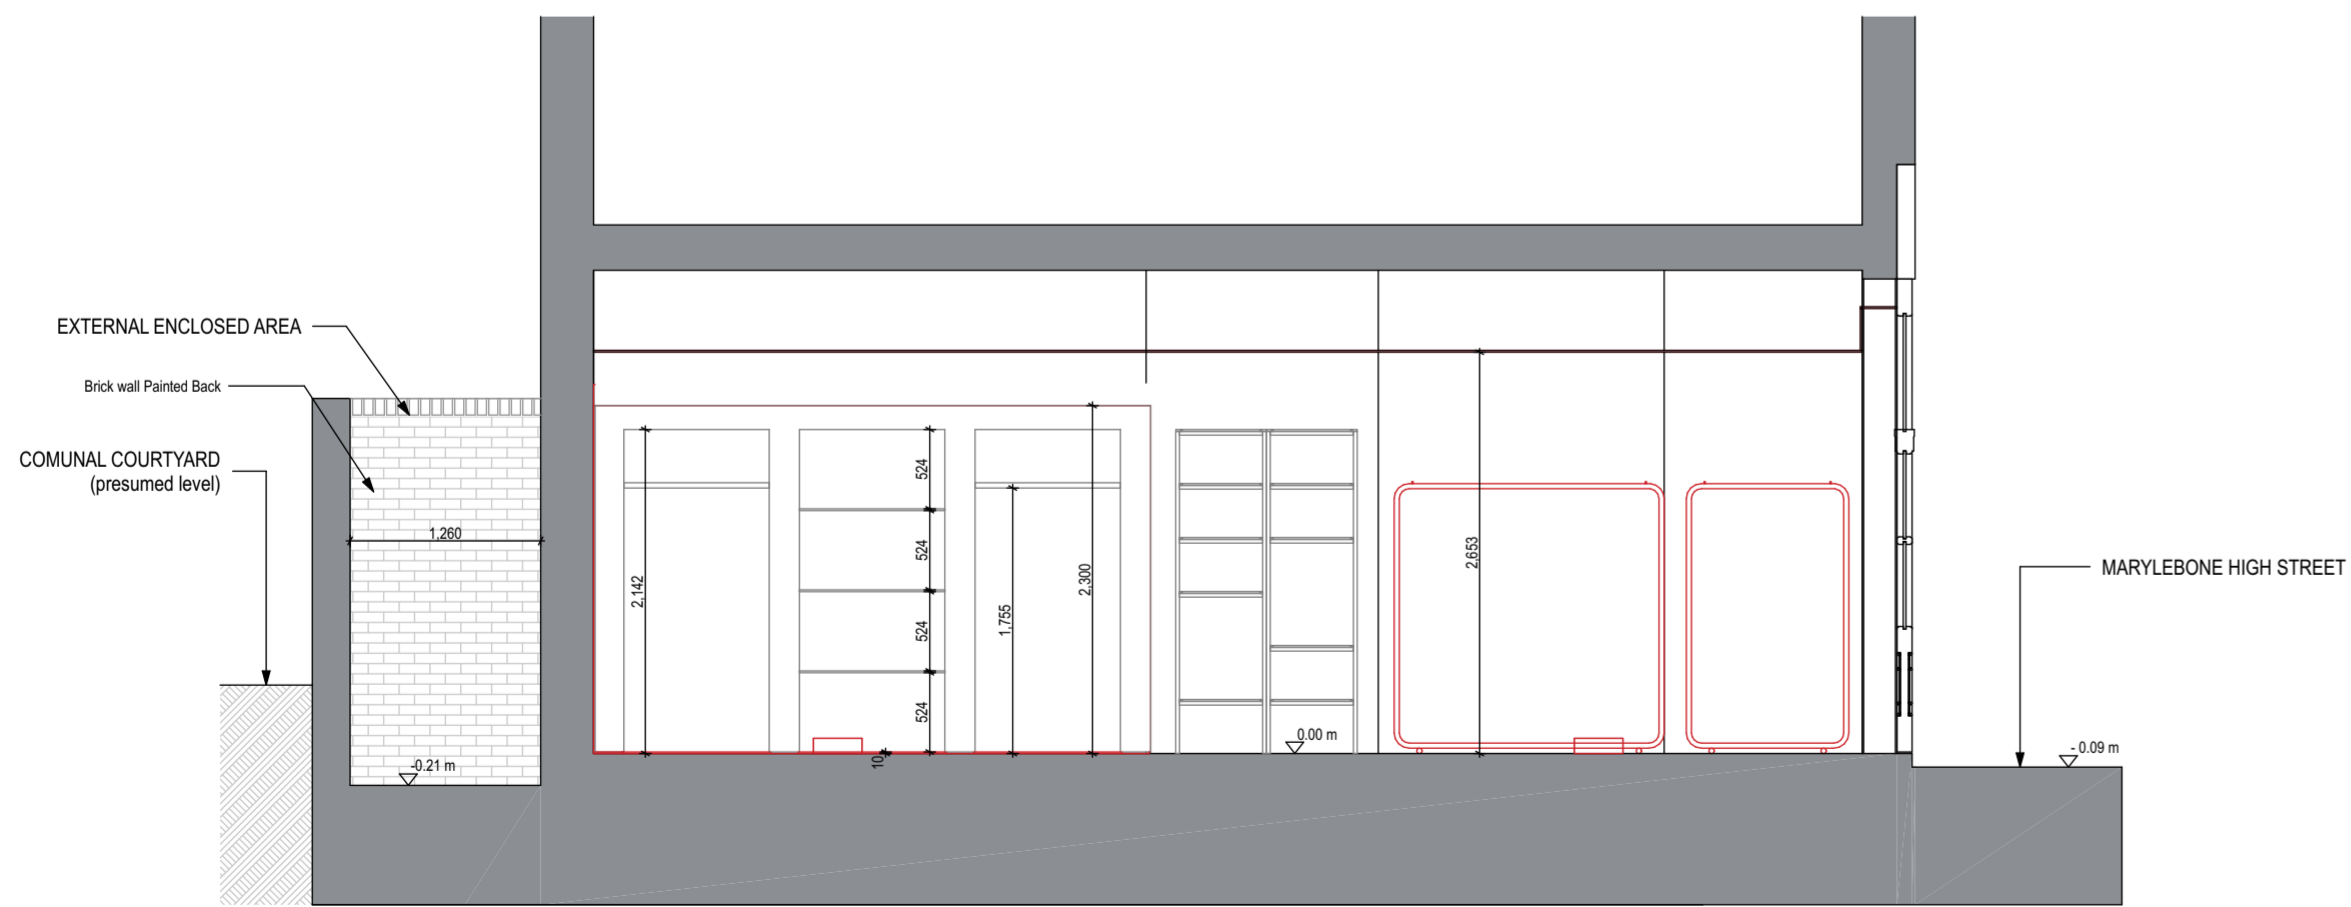 EXTERNAL ENCLOSED AREA
Brick wall Painted Back
COMUNAL COURTYARD
(presumed level)
1,260
-0.21 m
2,142
524
524
524
524
10
1,755
2,300
0.00 m
2,653
MARYLEBONE HIGH STREET
- 0.09 m